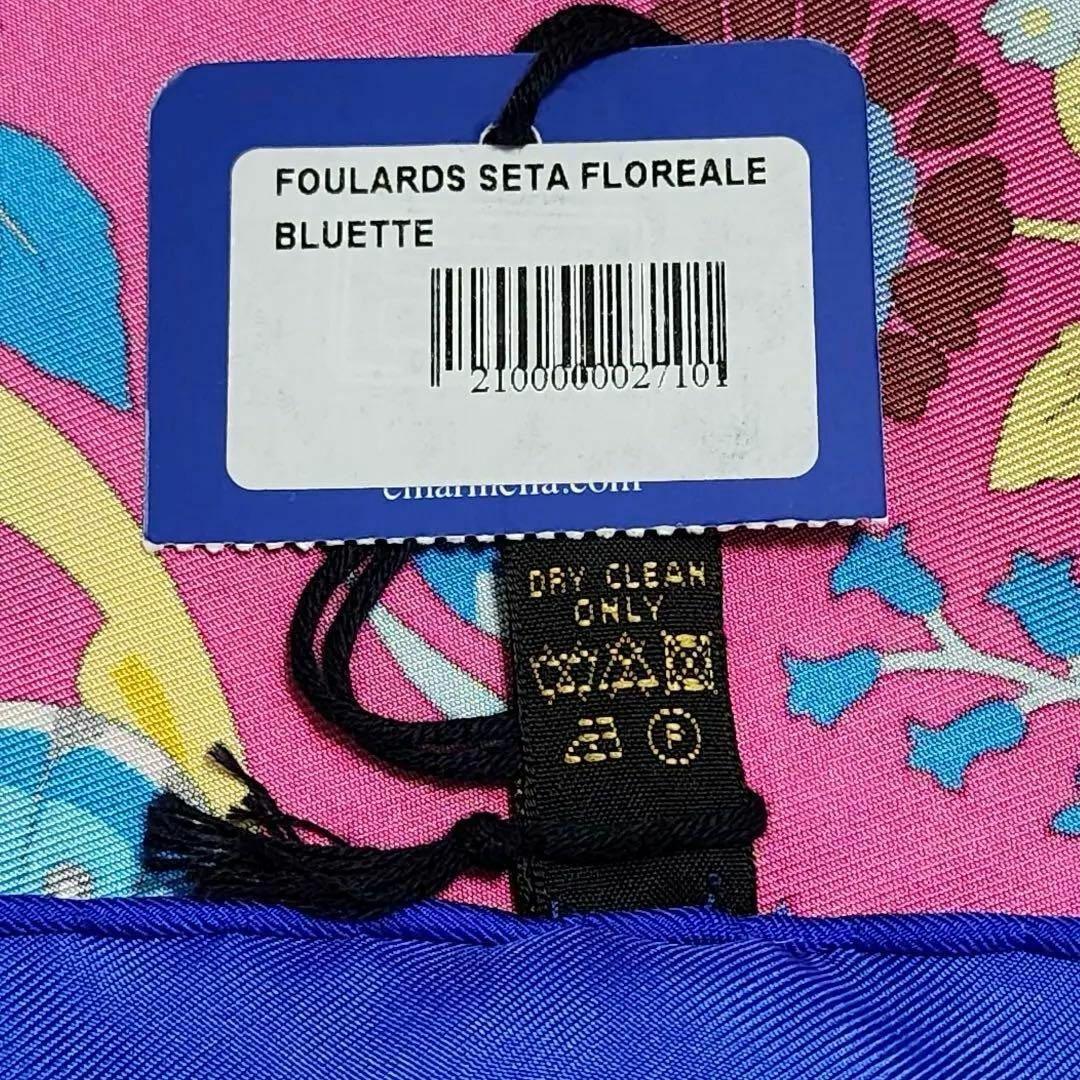 FOULARDS SETA FLOREALE
BLUETTE
2100000027101
DRY CLEAN
ONLY
P